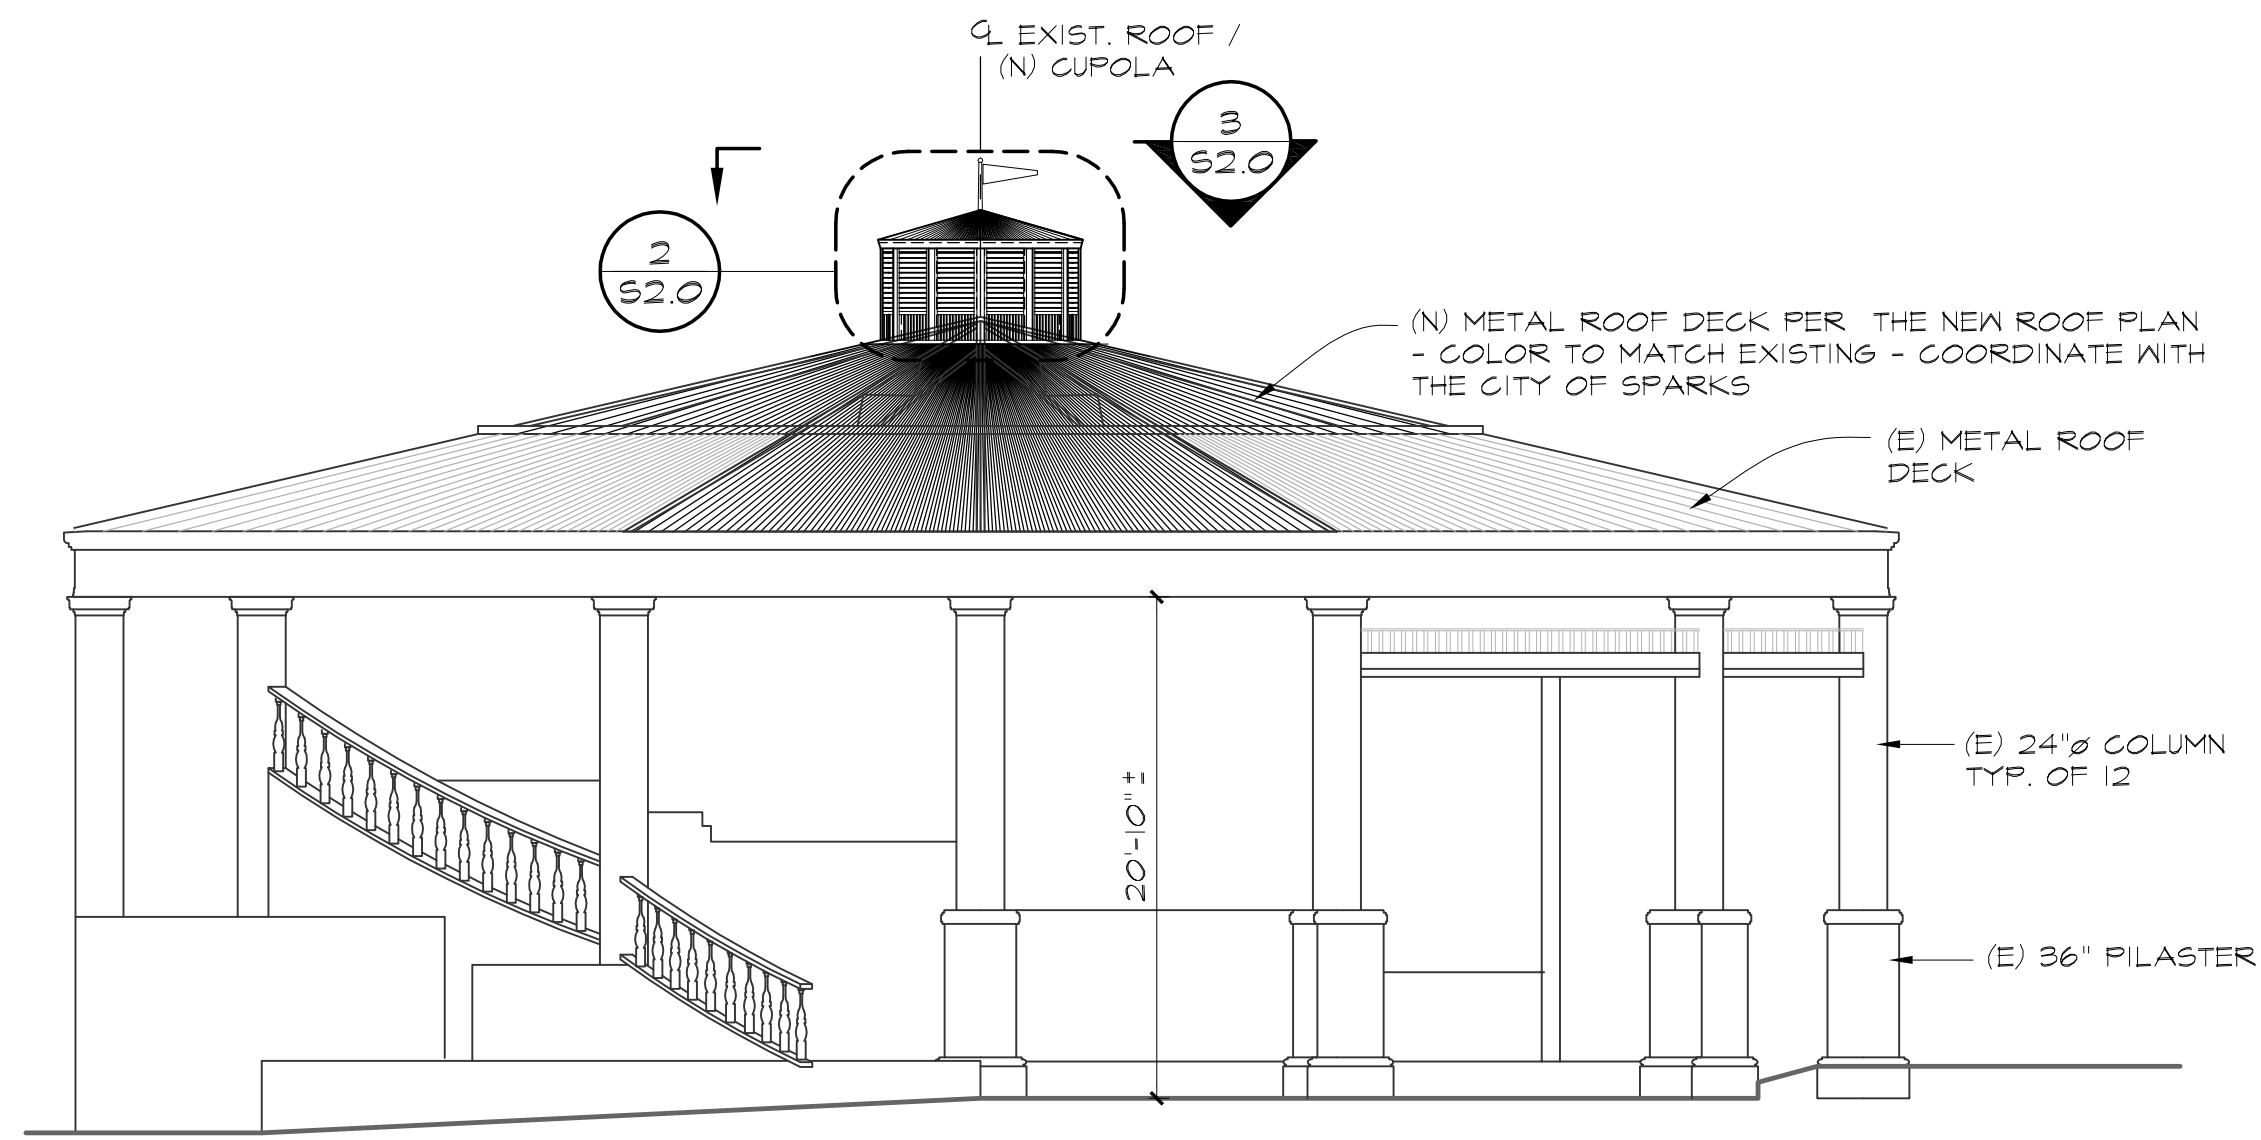 ℄ EXIST. ROOF /
(N) CUPOLA
3
S2.0
2
S2.0
(N) METAL ROOF DECK PER THE NEW ROOF PLAN
- COLOR TO MATCH EXISTING - COORDINATE WITH
THE CITY OF SPARKS
(E) METAL ROOF
DECK
(E) 24"ø COLUMN
TYP. OF 12
20'-10" ±
(E) 36" PILASTER